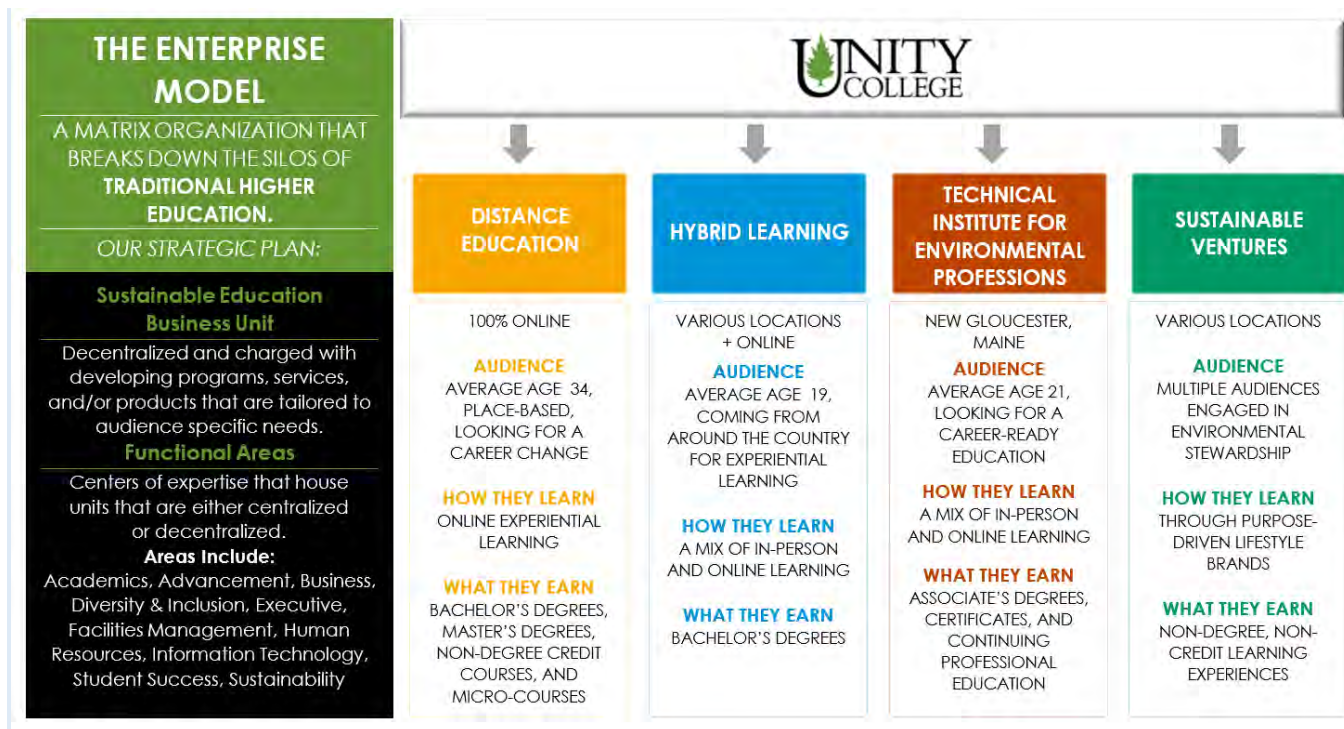 THE ENTERPRISE
MODEL
A MATRIX ORGANIZATION THAT
BREAKS DOWN THE SILOS OF
TRADITIONAL HIGHER
EDUCATION.
OUR STRATEGIC PLAN:
Sustainable Education
Business Unit
Decentralized and charged with
developing programs, services,
and/or products that are tailored to
audience specific needs.
Functional Areas
Centers of expertise that house
units that are either centralized
or decentralized.
Areas Include:
Academics, Advancement, Business,
Diversity & Inclusion, Executive,
Facilities Management, Human
Resources, Information Technology,
Student Success, Sustainability
UNITY
COLLEGE
DISTANCE
EDUCATION
100% ONLINE
AUDIENCE
AVERAGE AGE 34,
PLACE-BASED,
LOOKING FOR A
CAREER CHANGE
HOW THEY LEARN
ONLINE EXPERIENTIAL
LEARNING
WHAT THEY EARN
BACHELOR'S DEGREES,
MASTER'S DEGREES,
NON-DEGREE CREDIT
COURSES, AND
MICRO-COURSES
HYBRID LEARNING
VARIOUS LOCATIONS
+ ONLINE
AUDIENCE
AVERAGE AGE 19,
COMING FROM
AROUND THE COUNTRY
FOR EXPERIENTIAL
LEARNING
HOW THEY LEARN
A MIX OF IN-PERSON
AND ONLINE LEARNING
WHAT THEY EARN
BACHELOR'S DEGREES
TECHNICAL
INSTITUTE FOR
ENVIRONMENTAL
PROFESSIONS
NEW GLOUCESTER,
MAINE
AUDIENCE
AVERAGE AGE 21,
LOOKING FOR A
CAREER-READY
EDUCATION
HOW THEY LEARN
A MIX OF IN-PERSON
AND ONLINE LEARNING
WHAT THEY EARN
ASSOCIATE'S DEGREES,
CERTIFICATES, AND
CONTINUING
PROFESSIONAL
EDUCATION
SUSTAINABLE
VENTURES
VARIOUS LOCATIONS
AUDIENCE
MULTIPLE AUDIENCES
ENGAGED IN
ENVIRONMENTAL
STEWARDSHIP
HOW THEY LEARN
THROUGH PURPOSE-
DRIVEN LIFESTYLE
BRANDS
WHAT THEY EARN
NON-DEGREE, NON-
CREDIT LEARNING
EXPERIENCES